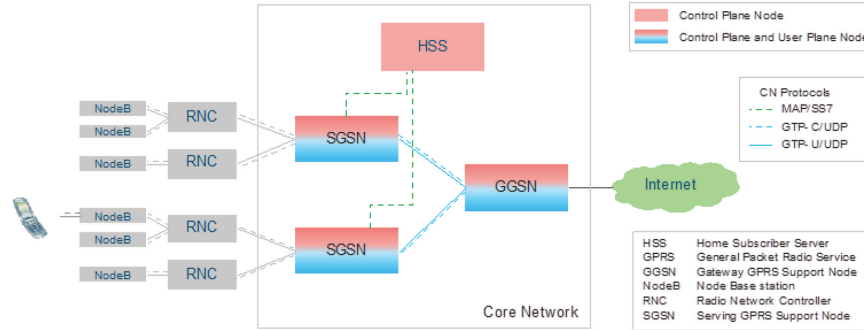 Control Plane Node
Control Plane and User Plane Node
HSS
CN Protocols
MAP/SS7
GTP- C/UDP
GTP- U/UDP
NodeB
NodeB
RNC
NodeB
RNC
SGSN
GGSN
Internet
NodeB
NodeB
RNC
NodeB
RNC
SGSN
Core Network
HSS Home Subscriber Server
GPRS General Packet Radio Service
GGSN Gateway GPRS Support Node
NodeB Node Base station
RNC Radio Network Controller
SGSN Serving GPRS Support Node